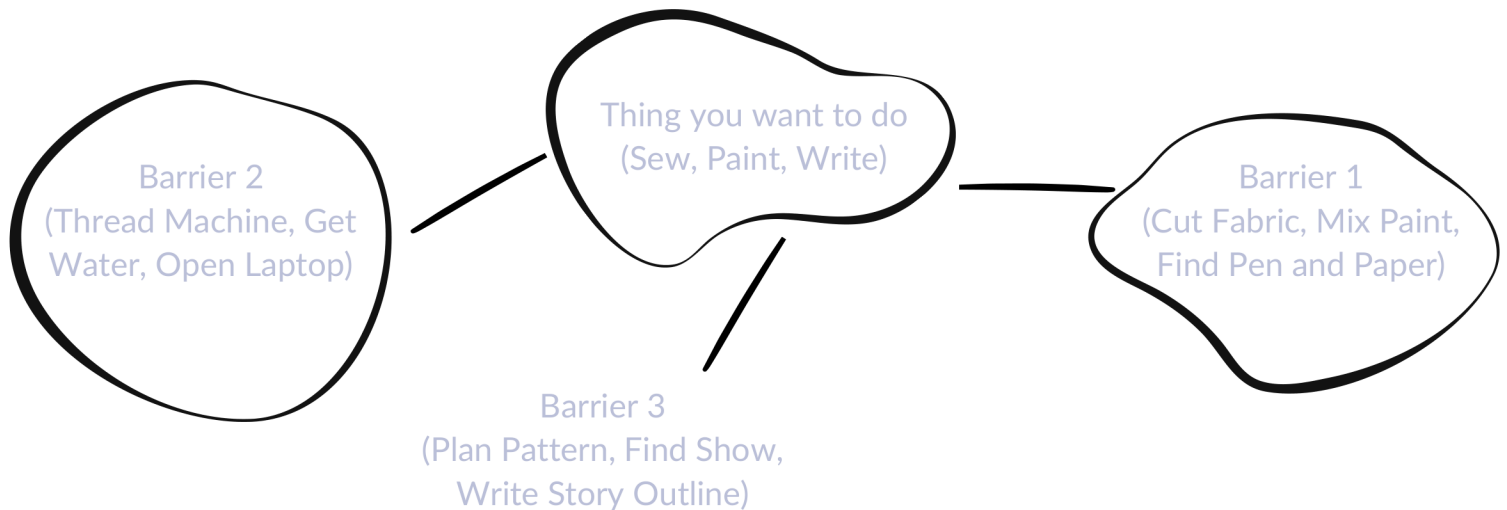 Thing you want to do
(Sew, Paint, Write)
Barrier 2
(Thread Machine, Get
Water, Open Laptop)
Barrier 1
(Cut Fabric, Mix Paint,
Find Pen and Paper)
Barrier 3
(Plan Pattern, Find Show,
Write Story Outline)